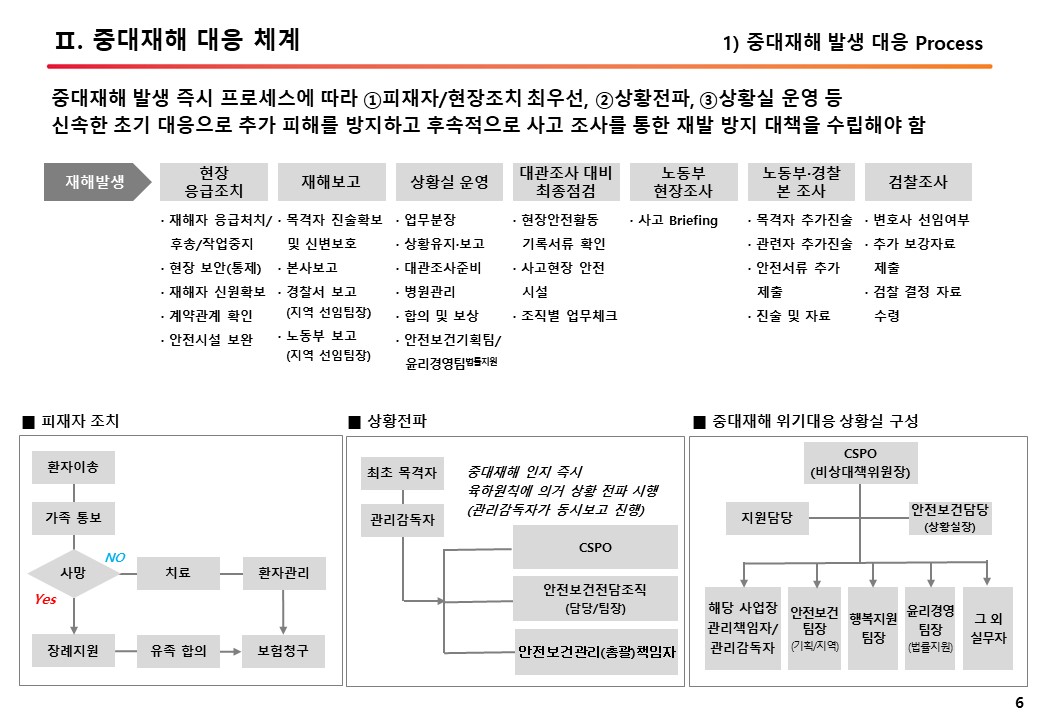 Ⅱ. 중대재해 대응 체계
1) 중대재해 발생 대응 Process
중대재해 발생 즉시 프로세스에 따라 ①피재자/현장조치 최우선, ②상황전파, ③상황실 운영 등
신속한 초기 대응으로 추가 피해를 방지하고 후속적으로 사고 조사를 통한 재발 방지 대책을 수립해야 함
재해발생
현장
응급조치
· 재해자 응급처치/
후송/작업중지
· 현장 보안(통제)
· 재해자 신원확보
· 계약관계 확인
· 안전시설 보완
재해보고
· 목격자 진술확보
및 신변보호
· 본사보고
· 경찰서 보고
(지역 선임팀장)
· 노동부 보고
(지역 선임팀장)
상황실 운영
· 업무분장
· 상황유지·보고
· 대관조사준비
· 병원관리
· 합의 및 보상
· 안전보건기획팀/
윤리경영팀법률지원
대관조사 대비
최종점검
· 현장안전활동
기록서류 확인
· 사고현장 안전
시설
· 조직별 업무체크
노동부
현장조사
· 사고 Briefing
노동부·경찰
본 조사
· 목격자 추가진술
· 관련자 추가진술
· 안전서류 추가
제출
· 진술 및 자료
검찰조사
· 변호사 선임여부
· 추가 보강자료
제출
· 검찰 결정 자료
수령
■ 피재자 조치
환자이송
가족 통보
사망
NO
치료
환자관리
Yes
장례지원
유족 합의
보험청구
■ 상황전파
최초 목격자
관리감독자
중대재해 인지 즉시
육하원칙에 의거 상황 전파 시행
(관리감독자가 동시보고 진행)
CSPO
안전보건전담조직
(담당/팀장)
안전보건관리(총괄)책임자
■ 중대재해 위기대응 상황실 구성
CSPO
(비상대책위원장)
지원담당
안전보건담당
(상황실장)
해당 사업장
관리책임자/
관리감독자
안전보건
팀장
(기획/지역)
행복지원
팀장
윤리경영
팀장
(법률지원)
그 외
실무자
6